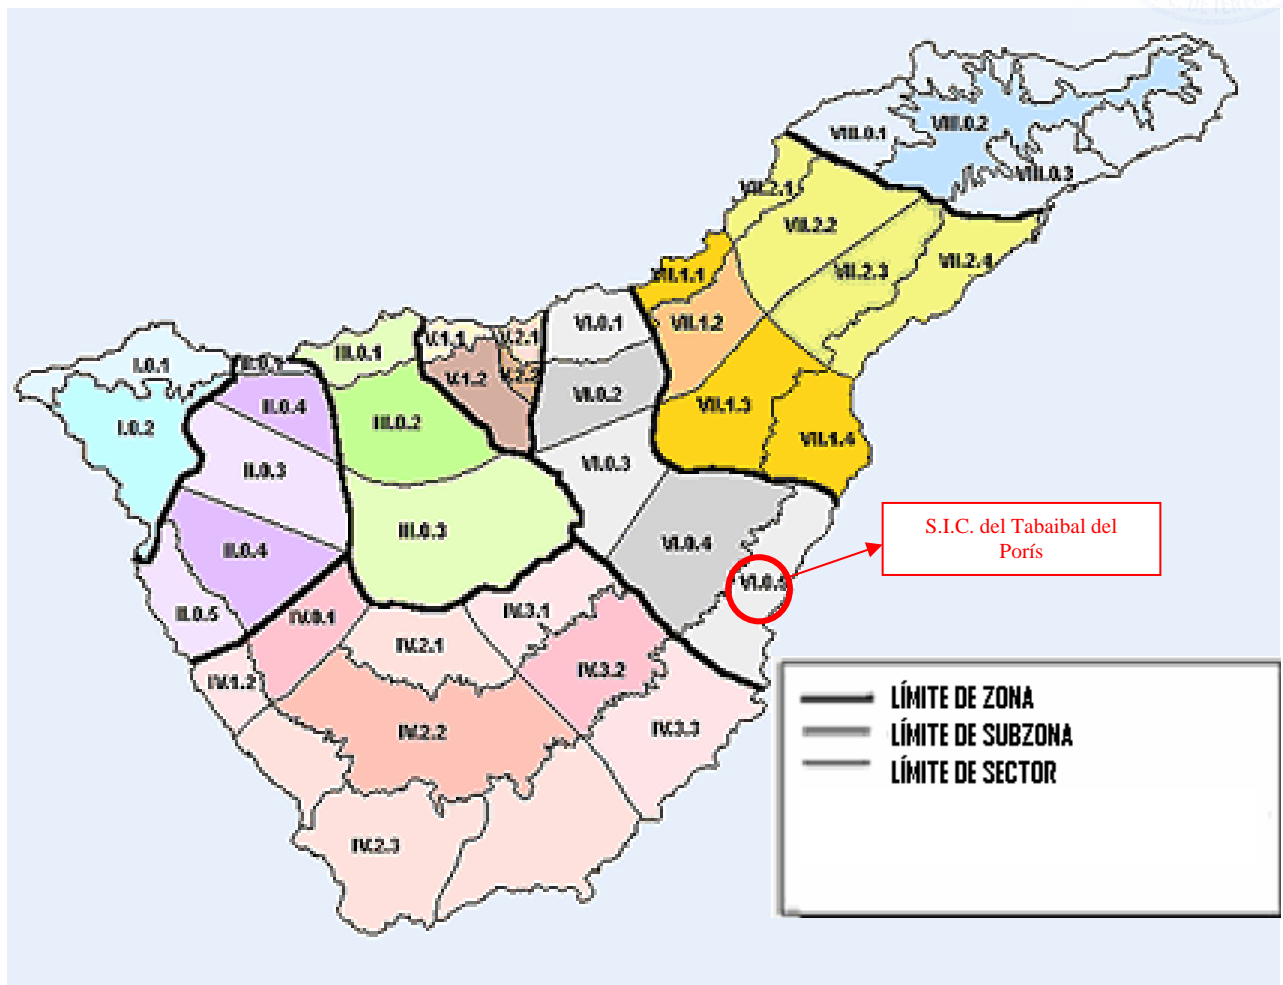 VIII.0.1
VIII.0.2
VIII.0.3
VII.2.1
VII.2.2
VII.2.3
VII.2.4
VII.1.1
VII.1.2
VII.1.3
VII.1.4
VI.0.1
VI.0.2
VI.0.3
VI.0.4
V.1.1
V.2.1
V.1.2
III.0.1
III.0.2
III.0.3
I.0.1
I.0.2
II.0.4
II.0.3
II.0.4
II.0.5
IV.0.1
IV.1.2
IV.2.1
IV.2.2
IV.2.3
IV.3.1
IV.3.2
IV.3.3
S.I.C. del Tabaibal del
Porís
LÍMITE DE ZONA
LÍMITE DE SUBZONA
LÍMITE DE SECTOR